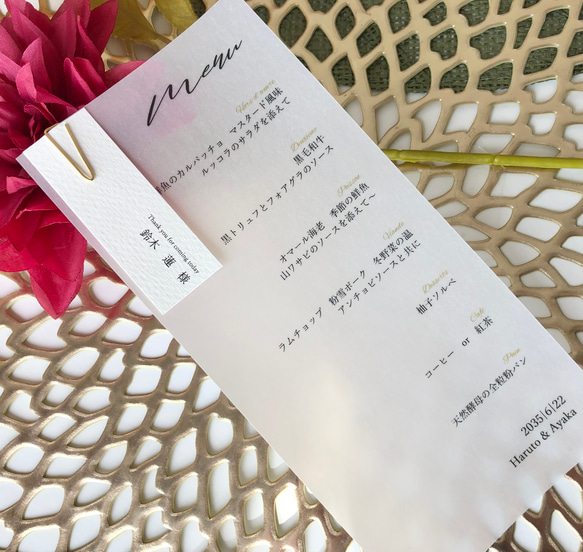 Menu
魚のカルパッチョ マスタード風味
ルッコラのサラダを添えて
黒毛和牛
黒トリュフとフォアグラのソース
Poisson
オマール海老 季節の鮮魚
山ワサビのソースを添えて〜
Viande
ラムチョップ 粉雪ポーク 冬野菜の温
アンチョビソースと共に
Desserts
柚子ソルベ
Café
コーヒー or 紅茶
Pain
天然酵母の全粒粉パン
2035|6|22
Haruto & Ayaka
Thank you for coming today
鈴木 蓮 様